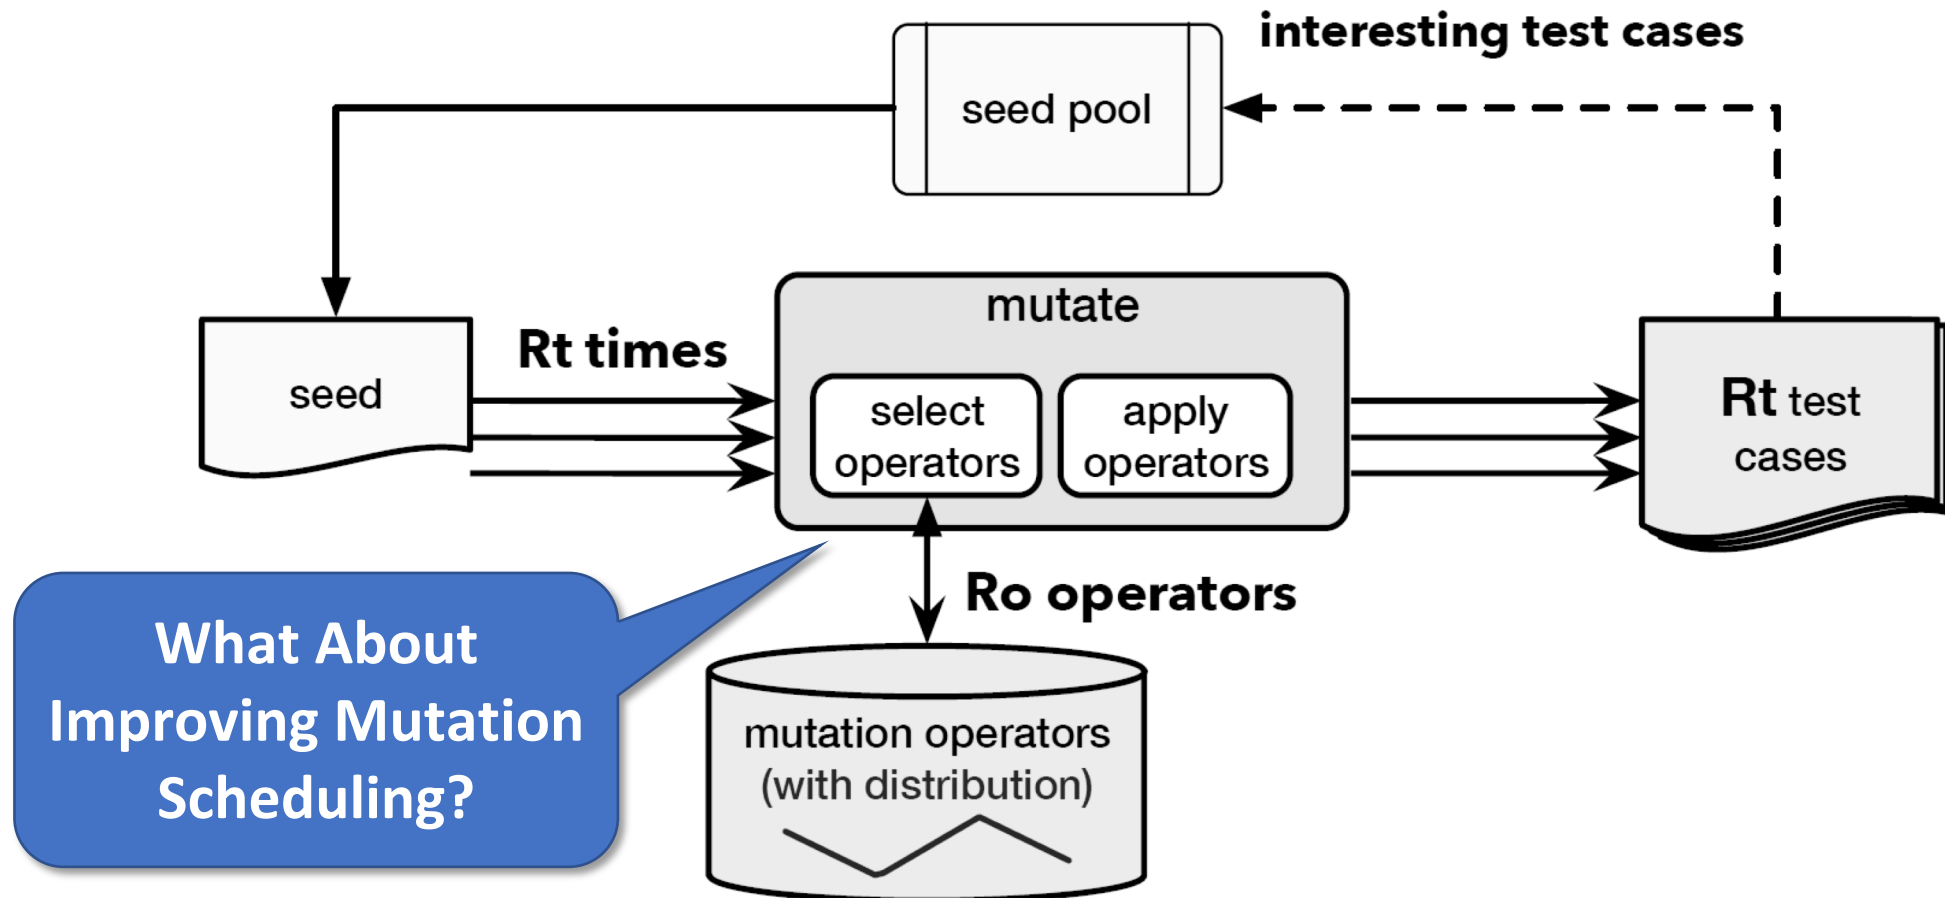 interesting test cases
seed pool
mutate
Rt times
seed
select
operators
apply
operators
Rt test
cases
Ro operators
What About
Improving Mutation
Scheduling?
mutation operators
(with distribution)